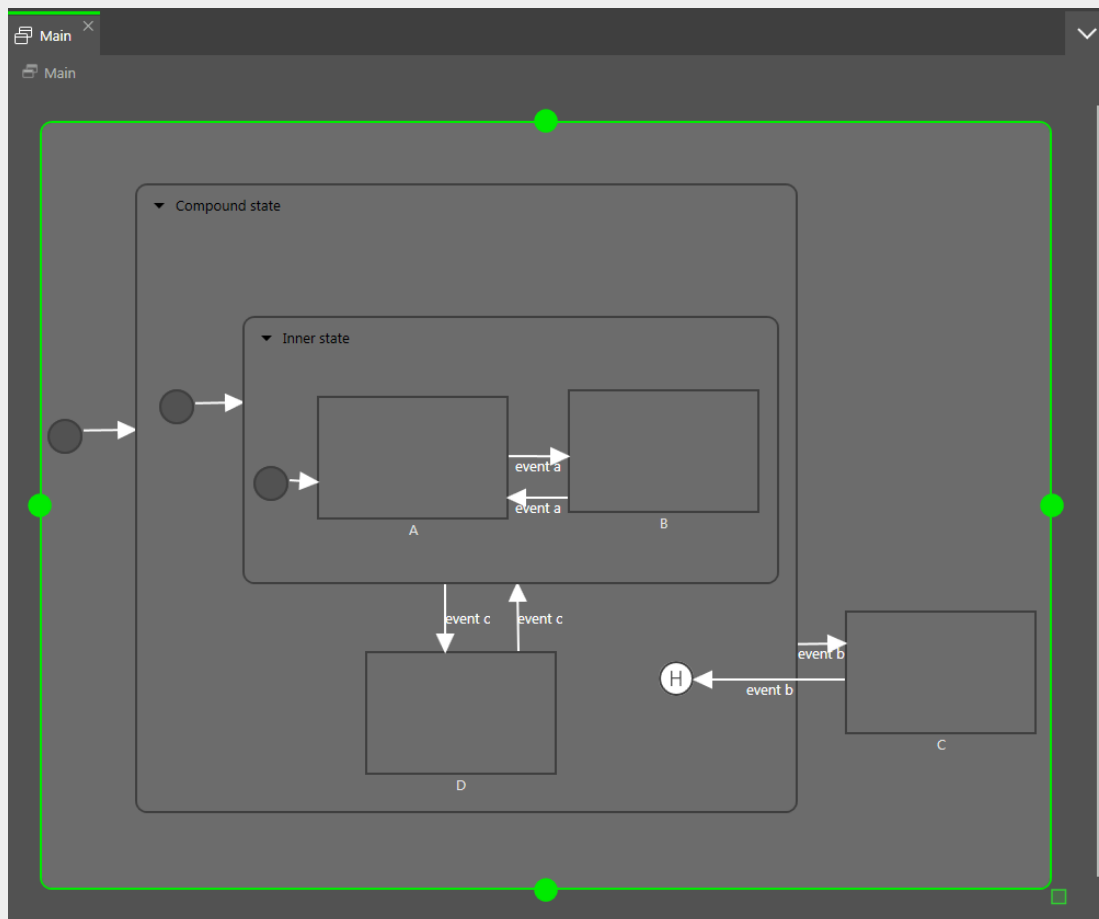 Main
Main
Compound state
Inner state
event a
event a
A
B
event c
event c
event b
H
event b
C
D